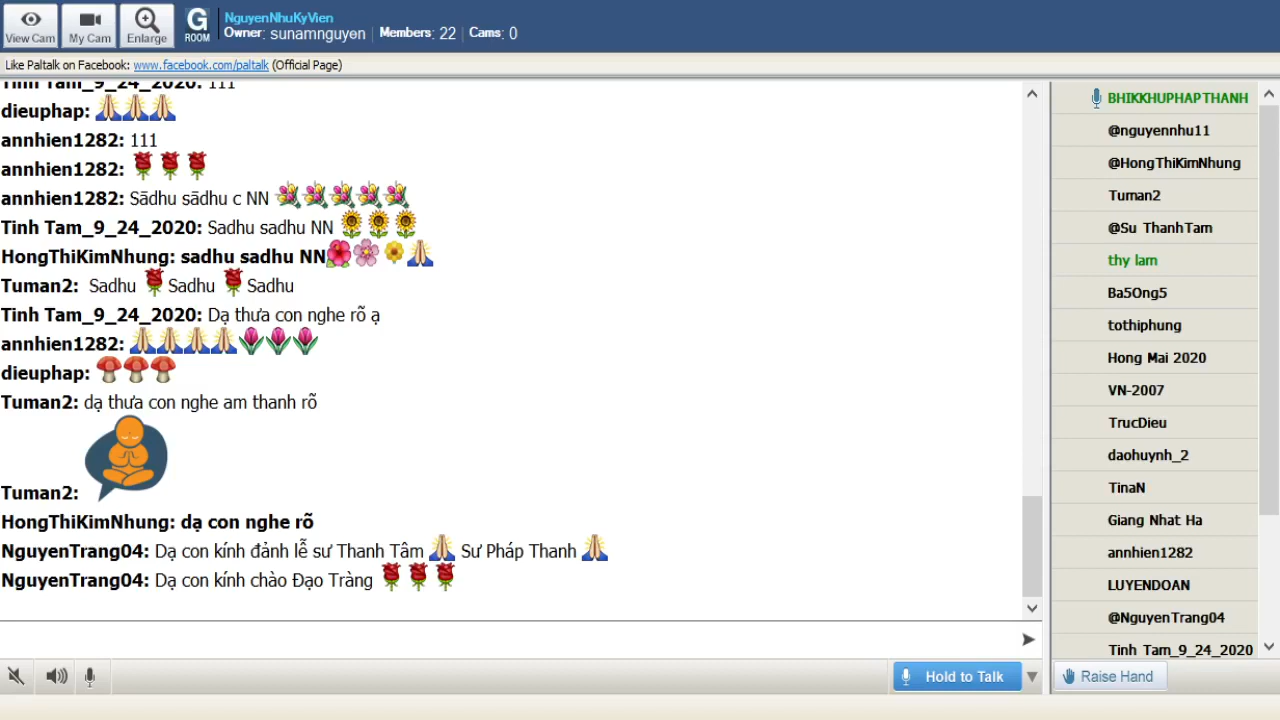 View Cam
My Cam
Enlarge
G
ROOM
NguyenNhuKyVien
Owner: sunamnguyen | Members: 22 | Cams: 0
Like Paltalk on Facebook: www.facebook.com/paltalk (Official Page)
Tinh Tam_9_24_2020: 111
dieuphap:
annhien1282: 111
annhien1282:
annhien1282: Sādhu sādhu c NN
Tinh Tam_9_24_2020: Sadhu sadhu NN
HongThiKimNhung: sadhu sadhu NN
Tuman2: Sadhu Sadhu Sadhu
Tinh Tam_9_24_2020: Dạ thưa con nghe rõ ạ
annhien1282:
dieuphap:
Tuman2: dạ thưa con nghe am thanh rõ
Tuman2:
HongThiKimNhung: dạ con nghe rõ
NguyenTrang04: Dạ con kính đảnh lễ sư Thanh Tâm Sư Pháp Thanh
NguyenTrang04: Dạ con kính chào Đạo Tràng
Hold to Talk
BHIKKHUPHAPTHANH
@nguyennhu11
@HongThiKimNhung
Tuman2
@Su ThanhTam
thy lam
Ba5Ong5
tothiphung
Hong Mai 2020
VN-2007
TrucDieu
daohuynh_2
TinaN
Giang Nhat Ha
annhien1282
LUYENDOAN
@NguyenTrang04
Tinh Tam_9_24_2020
Raise Hand